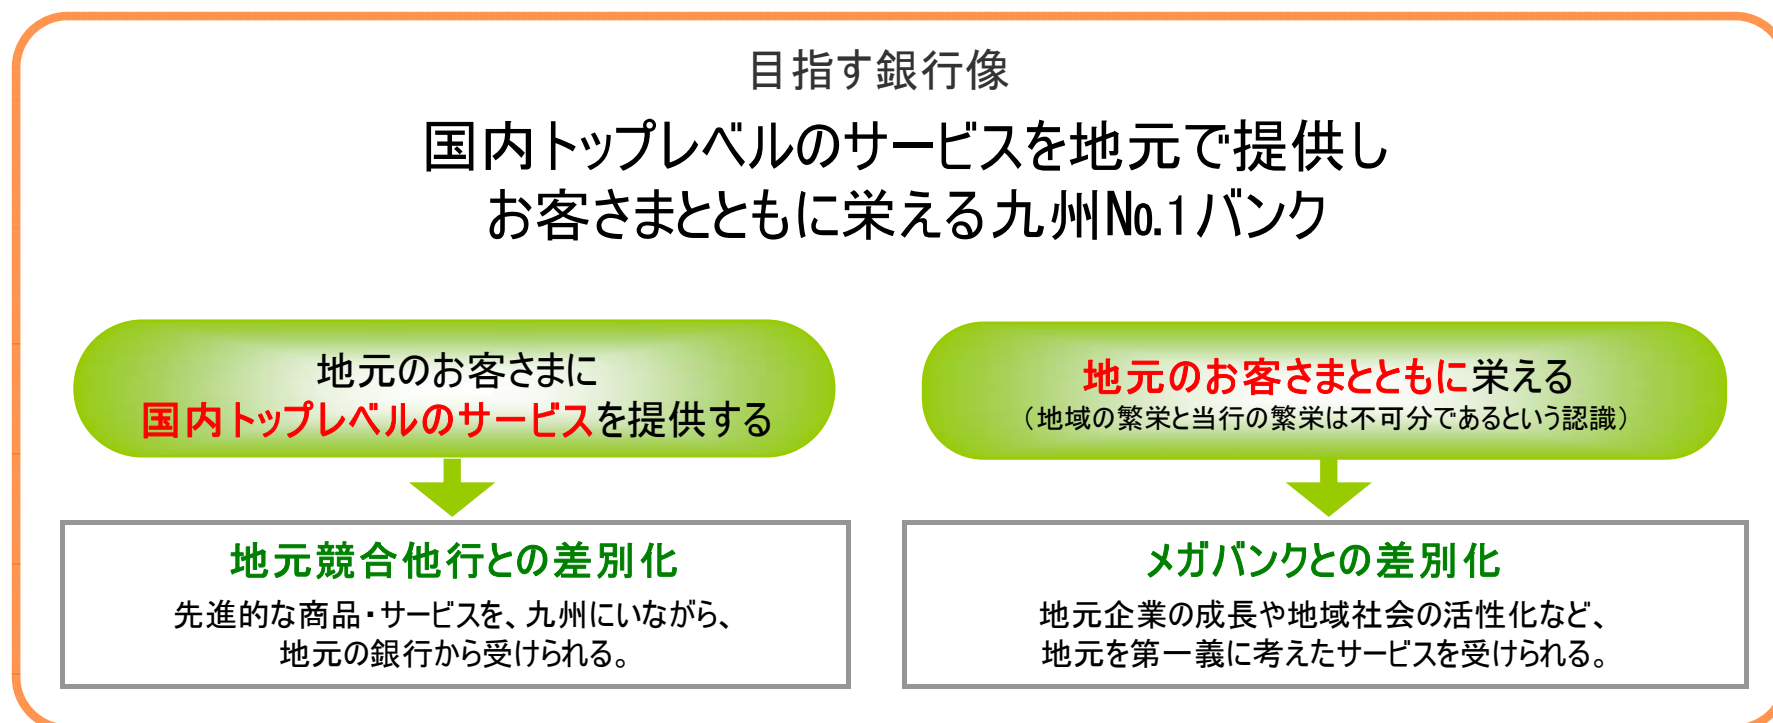 目指す銀行像
国内トップレベルのサービスを地元で提供し
お客さまとともに栄える九州№1バンク
地元のお客さまに
国内トップレベルのサービスを提供する
地元のお客さまとともに栄える
（地域の繁栄と当行の繁栄は不可分であるという認識）
地元競合他行との差別化
先進的な商品・サービスを、九州にいながら、
地元の銀行から受けられる。
メガバンクとの差別化
地元企業の成長や地域社会の活性化など、
地元を第一義に考えたサービスを受けられる。